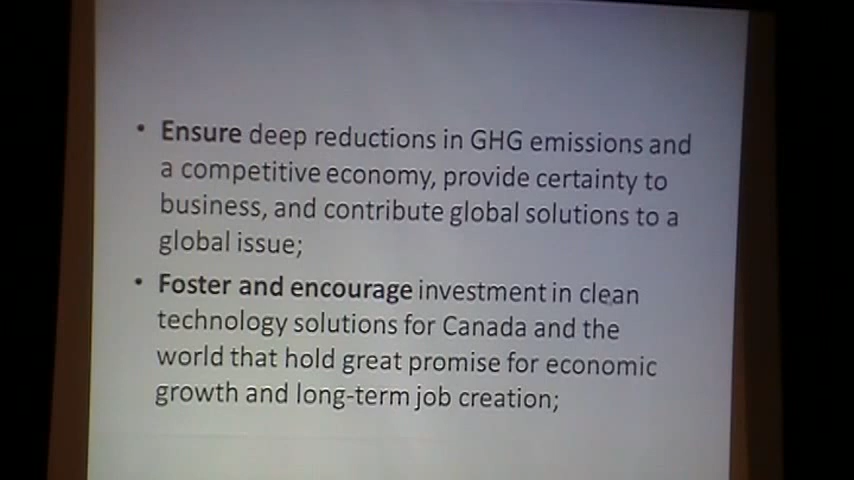 • Ensure deep reductions in GHG emissions and
a competitive economy, provide certainty to
business, and contribute global solutions to a
global issue;
• Foster and encourage investment in clean
technology solutions for Canada and the
world that hold great promise for economic
growth and long-term job creation;